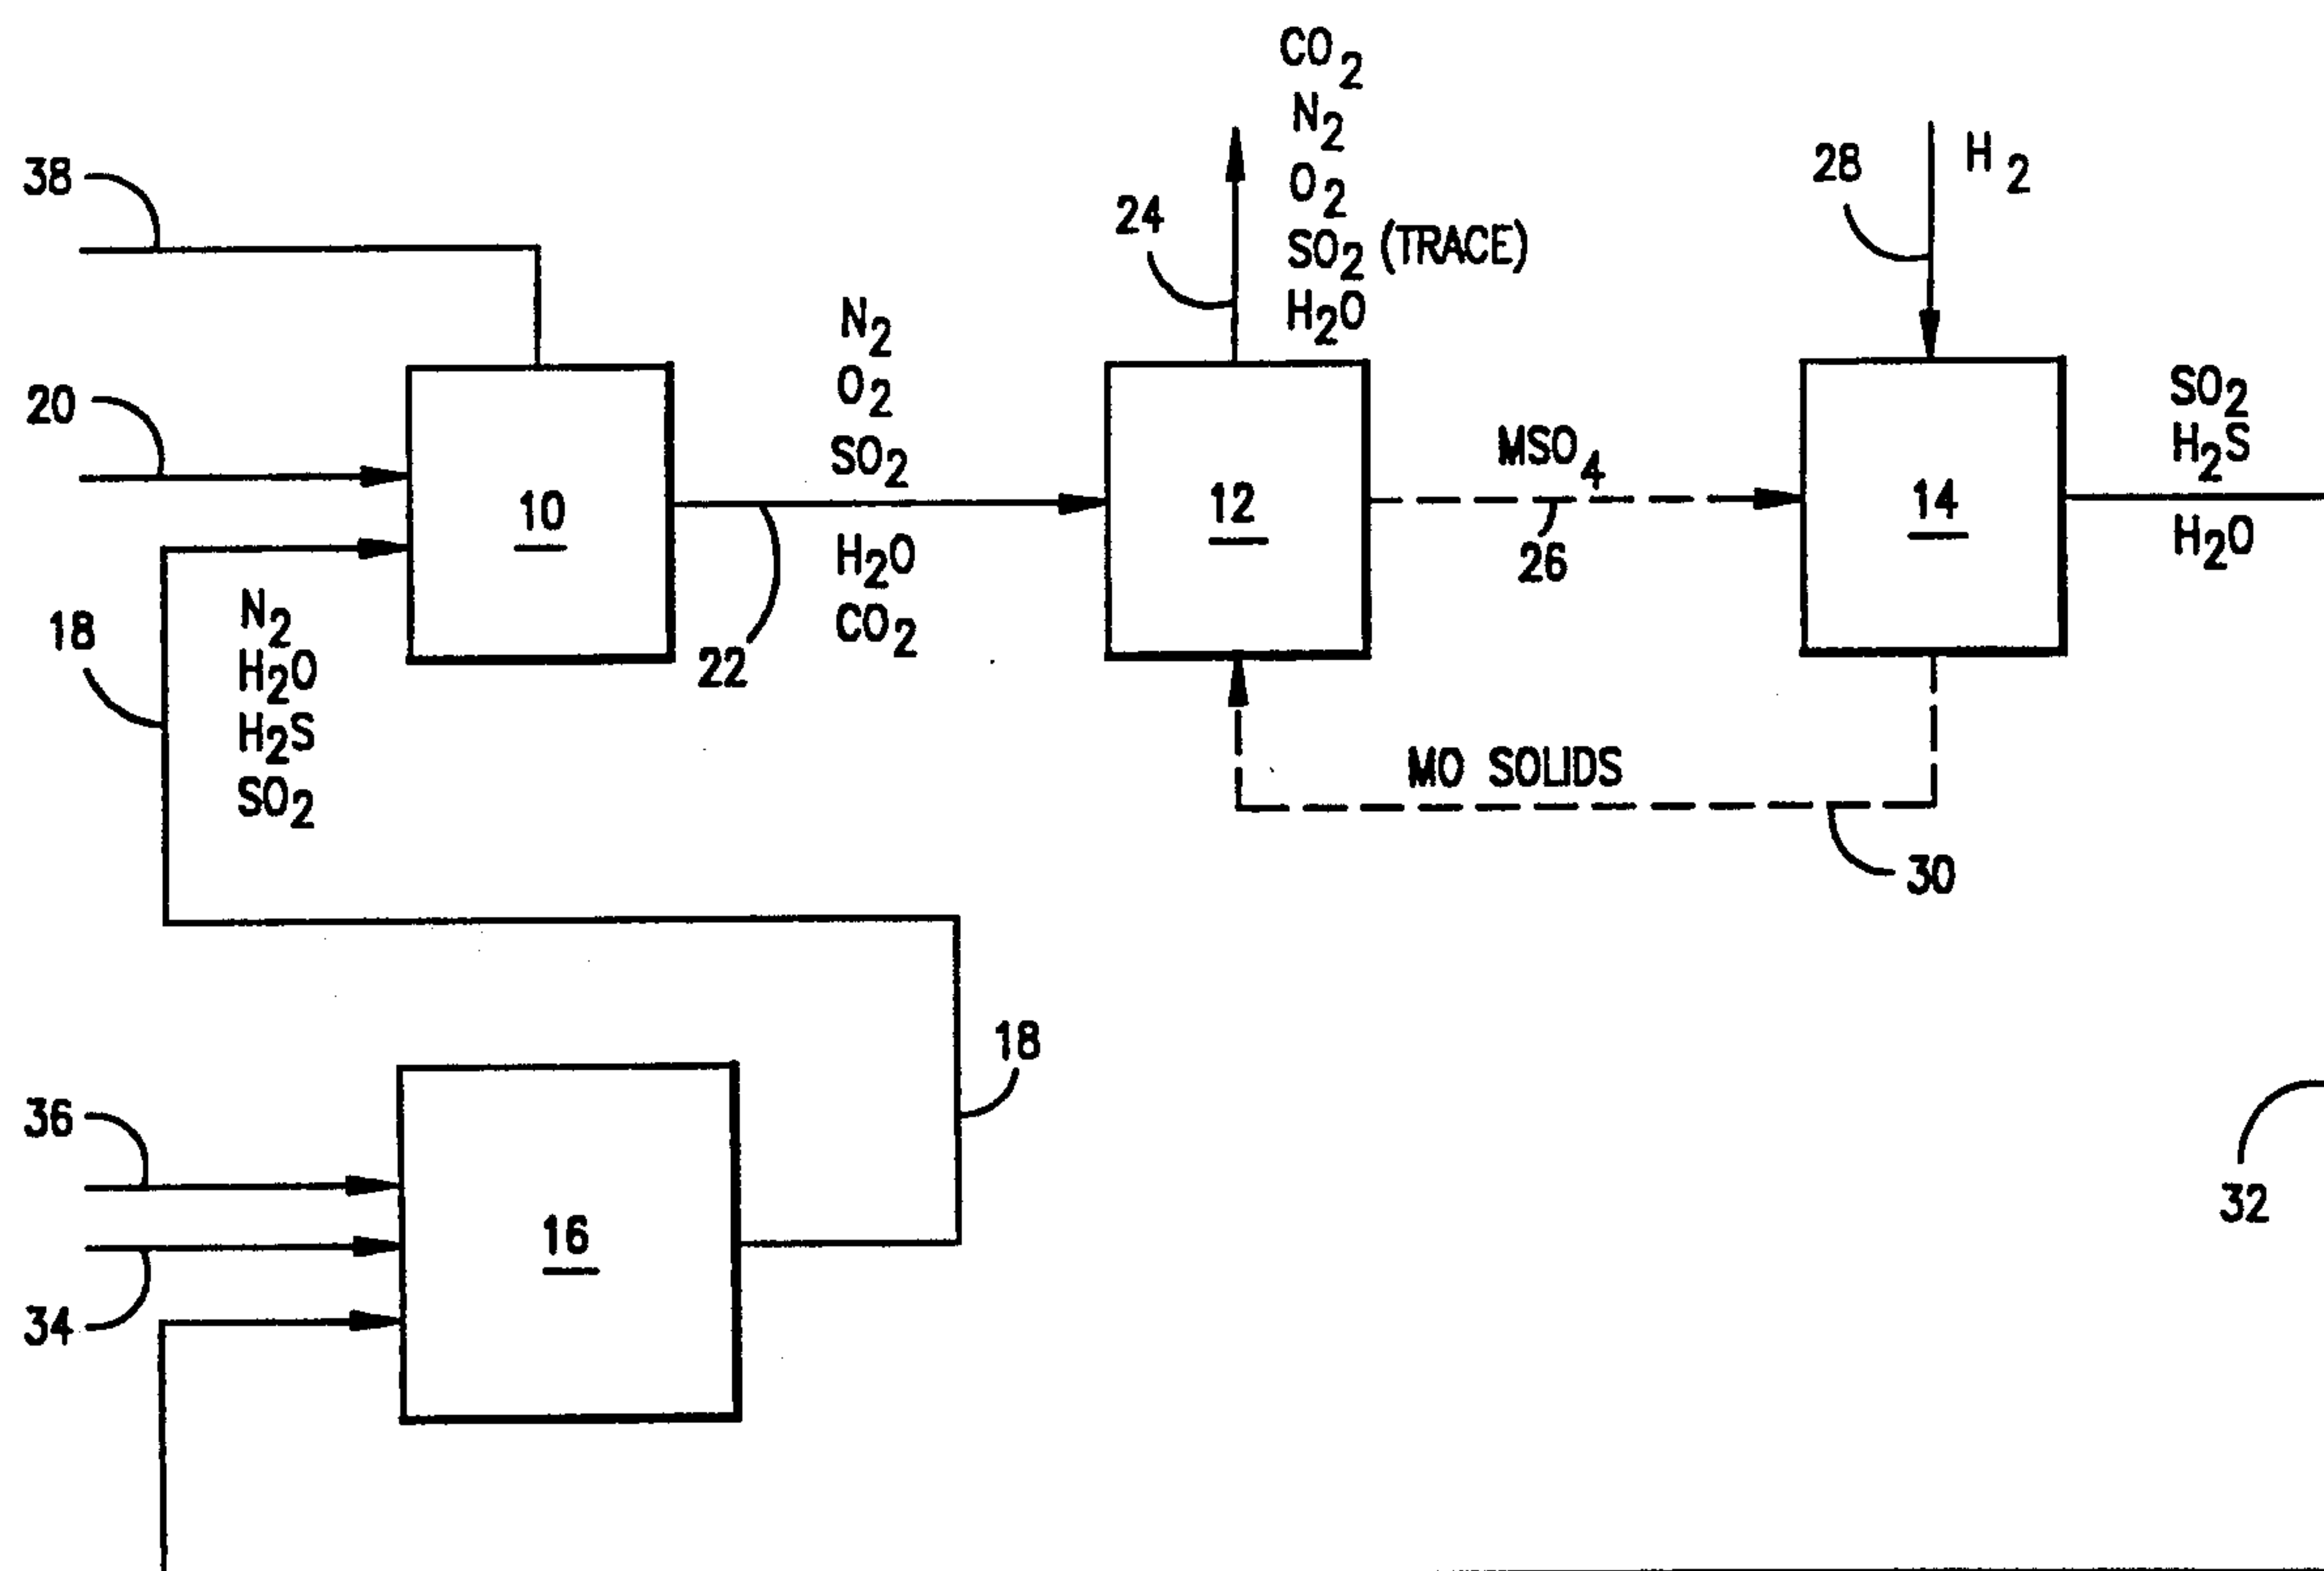 CO2
N2
O2
SO2 (TRACE)
H2O
24
28
H2
38
20
N2
O2
SO2
H2O
CO2
22
10
12
MSO4
26
14
SO2
H2S
H2O
18
N2
H2O
H2S
SO2
MO SOLIDS
30
18
36
16
34
32